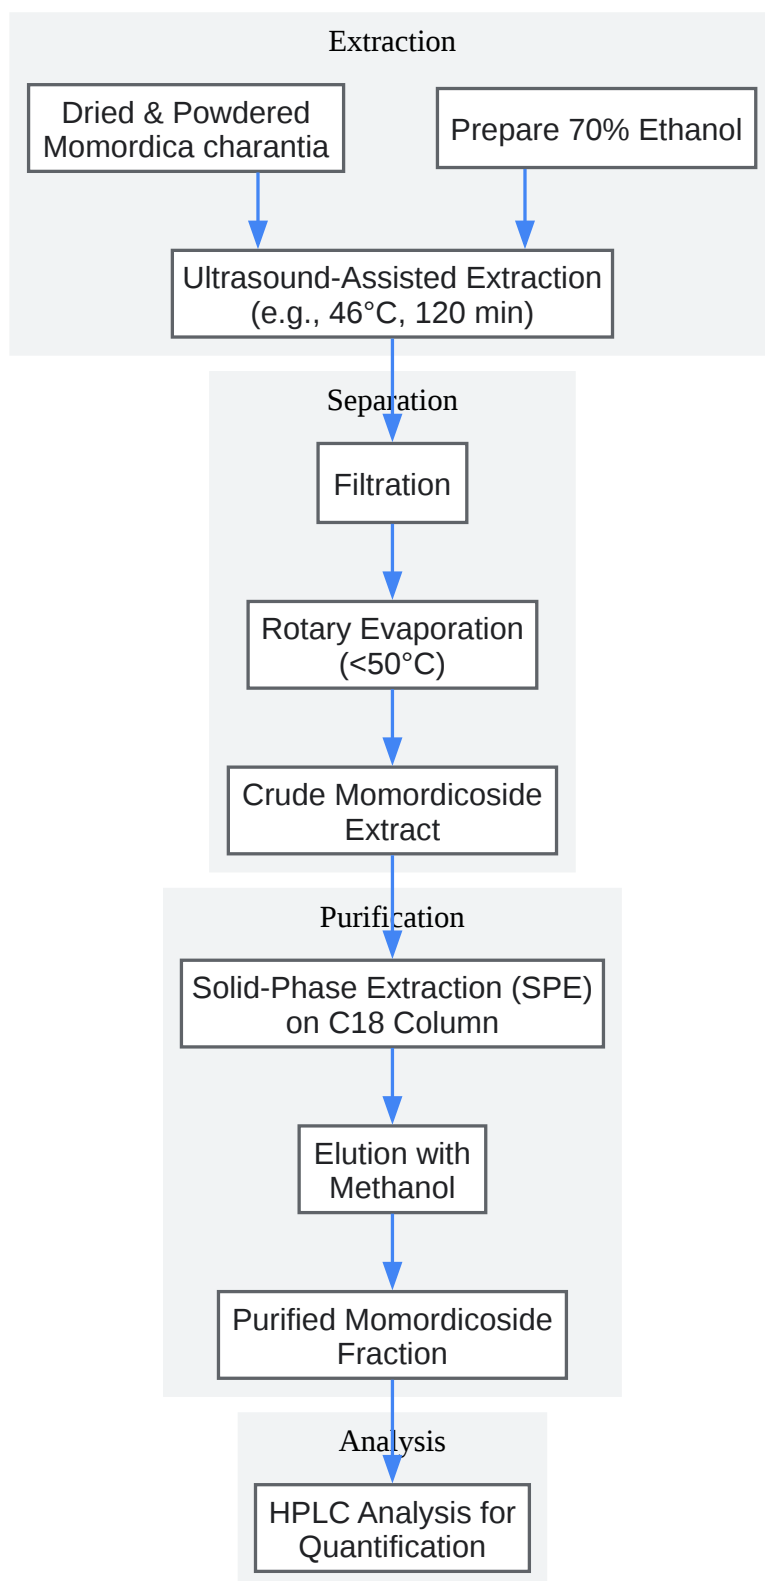 Extraction
Dried & Powdered
Momordica charantia
Prepare 70% Ethanol
Ultrasound-Assisted Extraction
(e.g., 46°C, 120 min)
Separation
Filtration
Rotary Evaporation
(<50°C)
Crude Momordicoside
Extract
Purification
Solid-Phase Extraction (SPE)
on C18 Column
Elution with
Methanol
Purified Momordicoside
Fraction
Analysis
HPLC Analysis for
Quantification